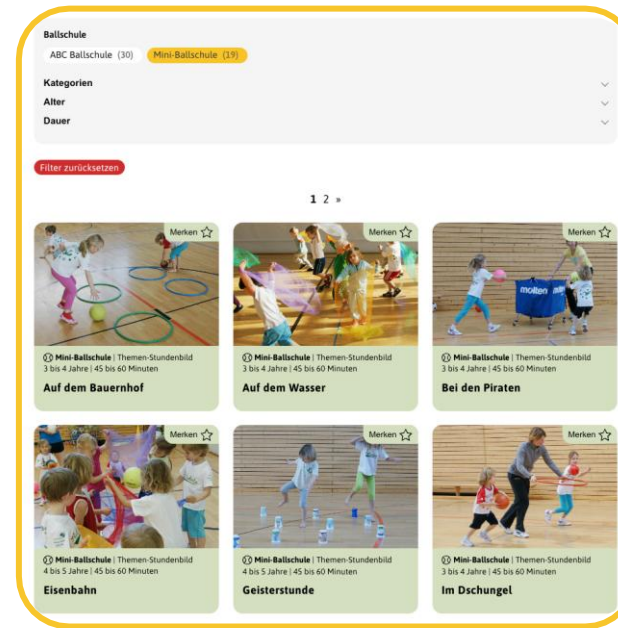 Ballschule
ABC Ballschule (30) Mini-Ballschule (19)
Kategorien
Alter
Dauer
Filter zurücksetzen
1 2 »
Merken
Merken
Merken
molten
Mini-Ballschule | Themen-Stundenbild
3 bis 4 Jahre | 45 bis 60 Minuten
Auf dem Bauernhof
Mini-Ballschule | Themen-Stundenbild
3 bis 4 Jahre | 45 bis 60 Minuten
Auf dem Wasser
Mini-Ballschule | Themen-Stundenbild
3 bis 4 Jahre | 45 bis 60 Minuten
Bei den Piraten
Merken
Merken
Merken
Mini-Ballschule | Themen-Stundenbild
4 bis 5 Jahre | 45 bis 60 Minuten
Eisenbahn
Mini-Ballschule | Themen-Stundenbild
4 bis 5 Jahre | 45 bis 60 Minuten
Geisterstunde
Mini-Ballschule | Themen-Stundenbild
3 bis 4 Jahre | 45 bis 60 Minuten
Im Dschungel